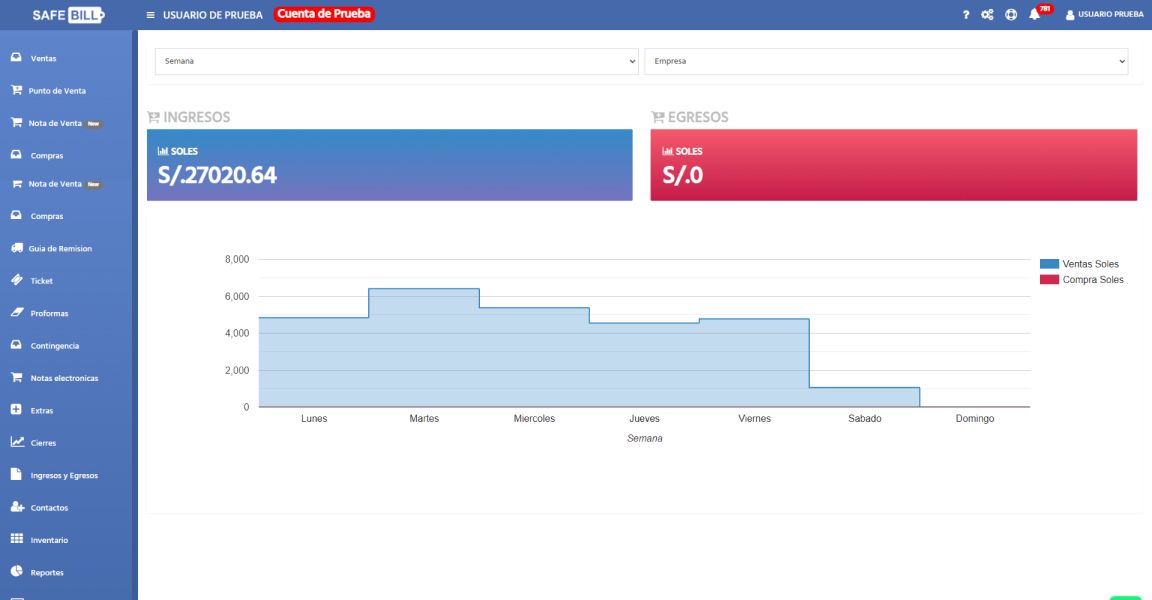 SAFE BILL
USUARIO DE PRUEBA Cuenta de Prueba
? 781 USUARIO PRUEBA
Ventas
Punto de Venta
Nota de Venta New
Compras
Nota de Venta New
Compras
Guia de Remision
Ticket
Proformas
Contingencia
Notas electronicas
Extras
Cierres
Ingresos y Egresos
Contactos
Inventario
Reportes
Semana
Empresa
INGRESOS
SOLES
S/.27020.64
EGRESOS
SOLES
S/.0
8,000
6,000
4,000
2,000
0
Lunes Martes Miercoles Jueves Viernes Sabado Domingo
Semana
Ventas Soles
Compra Soles